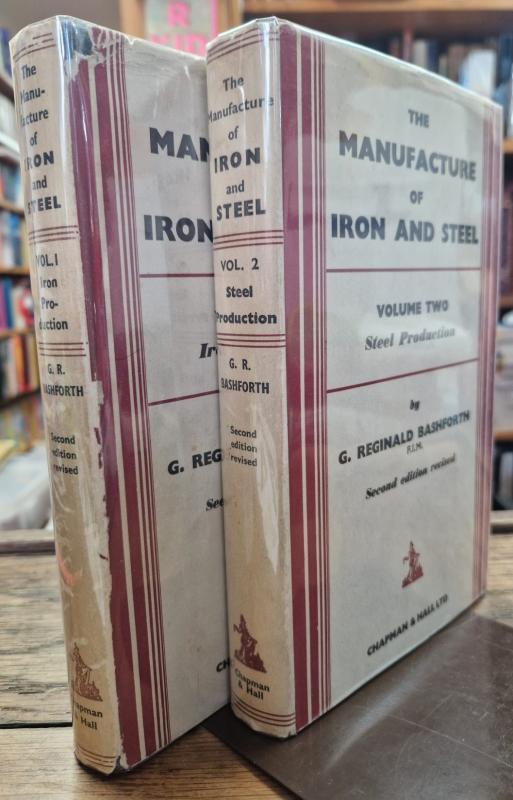 The
Manu-
facture
of
IRON
and
STEEL
VOL. 1
Iron
Pro-
duction
G. R.
BASHFORTH
Second
edition
revised
Chapman
& Hall
MAN
IRON
G. REG
The
Manufacture
of
IRON
and
STEEL
VOL. 2
Steel
Production
G. R.
BASHFORTH
Second
edition
revised
Chapman
& Hall
THE
MANUFACTURE
OF
IRON AND STEEL
VOLUME TWO
Steel Production
by
G. REGINALD BASHFORTH
F.I.M.
Second edition revised
CHAPMAN & HALL LTD